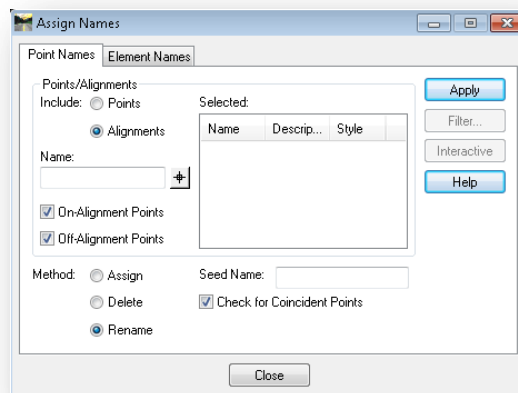 Assign Names
Point Names Element Names
Points/Alignments
Include: Points Selected:
Alignments
Name Descrip... Style
Name:
On-Alignment Points
Off-Alignment Points
Apply
Filter...
Interactive
Help
Method: Assign Seed Name:
Delete Check for Coincident Points
Rename
Close